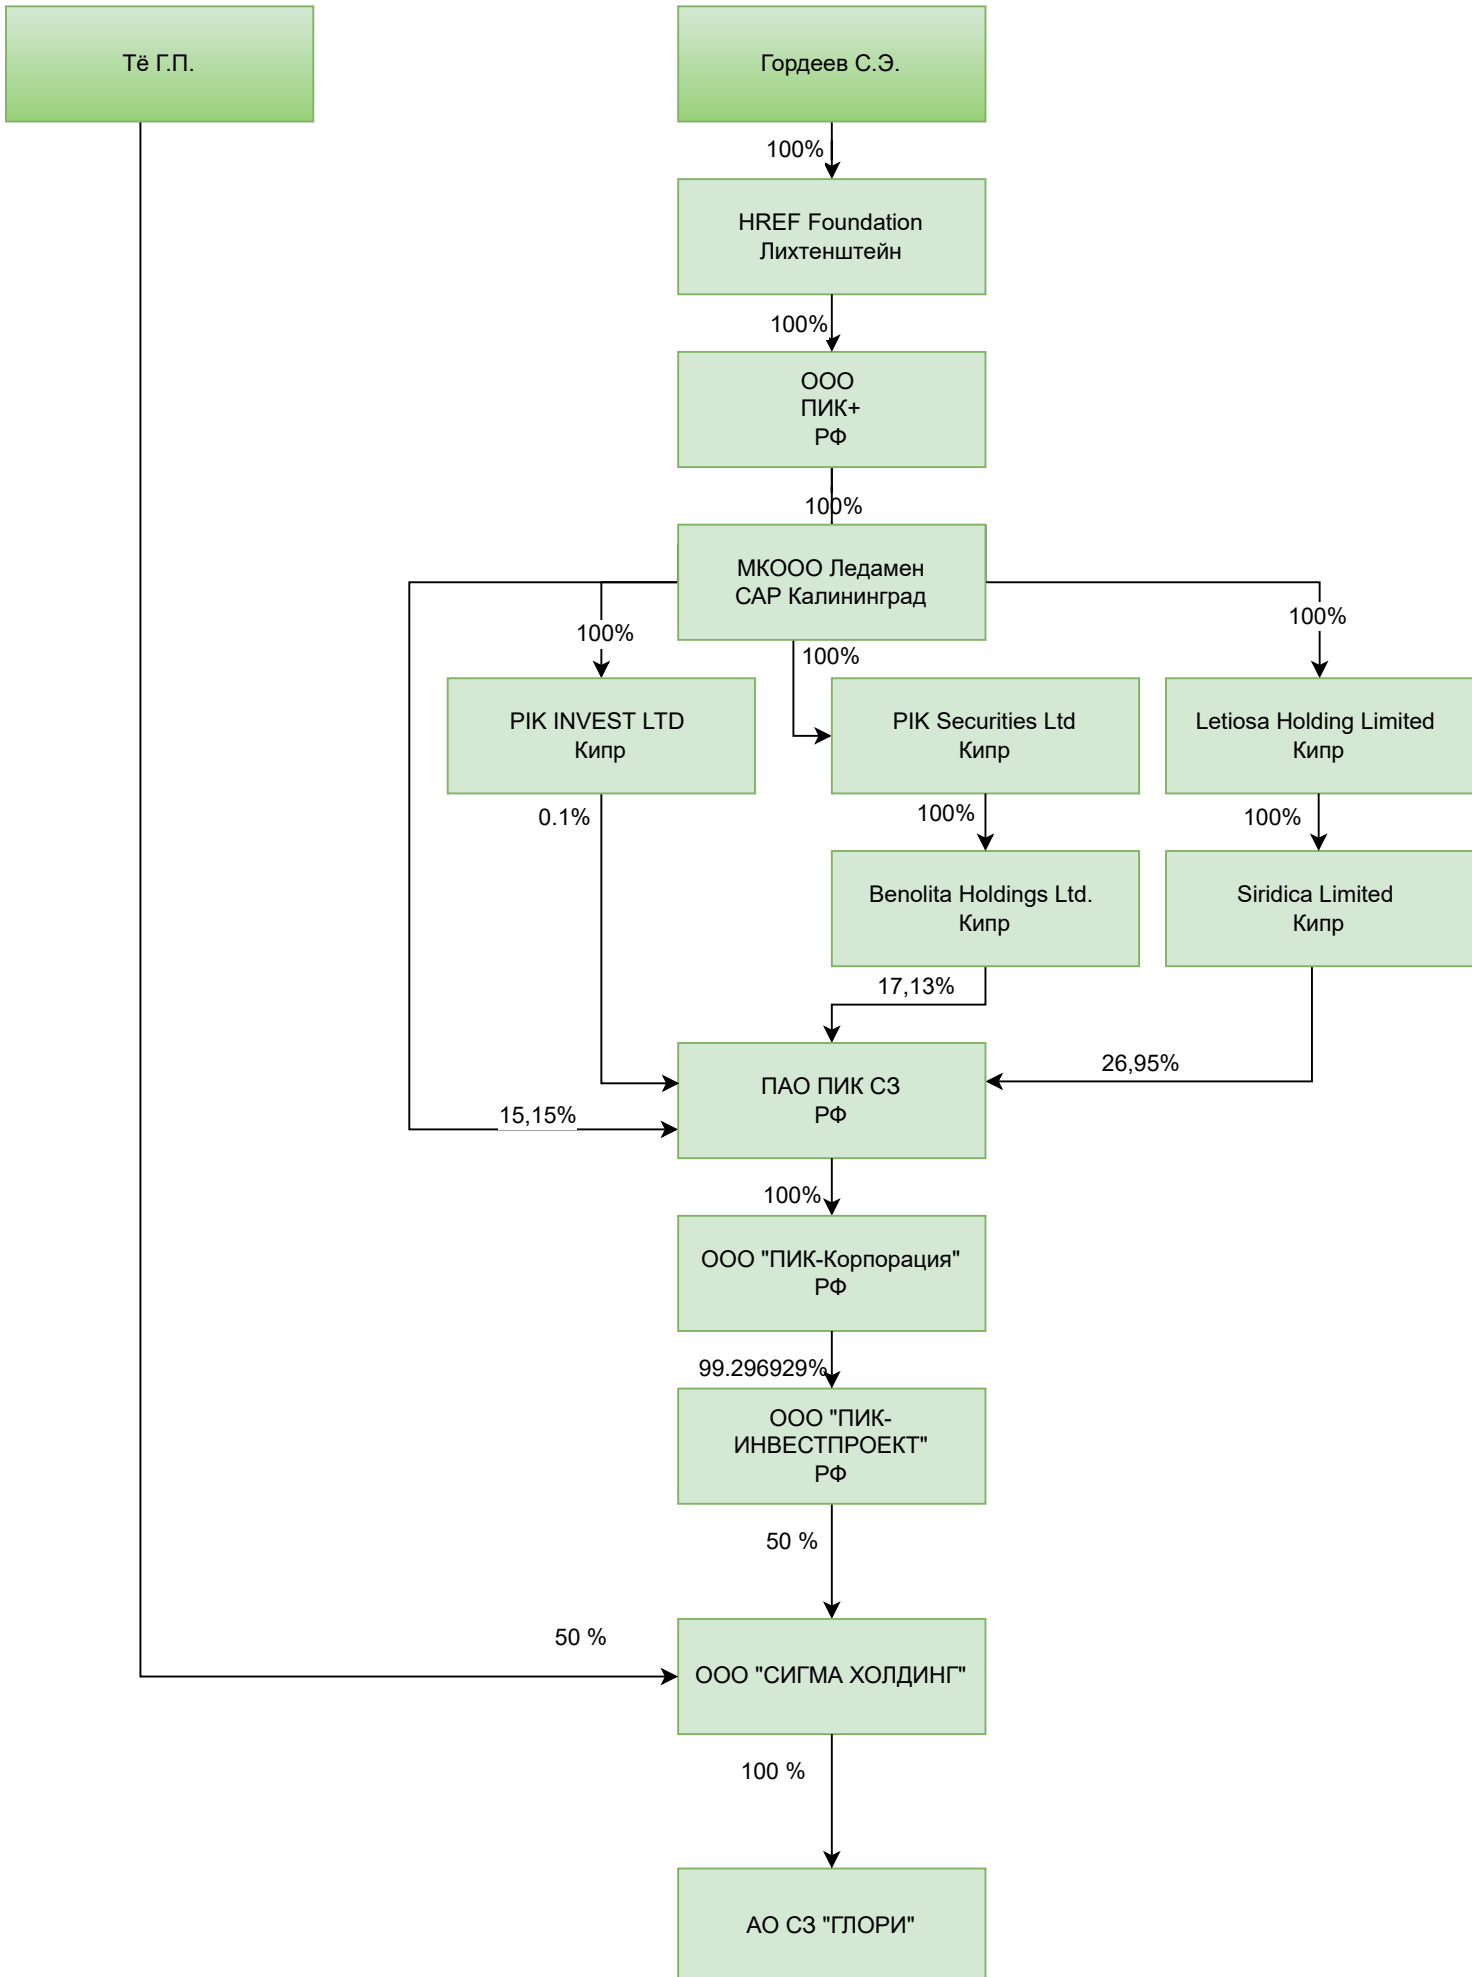 Тё Г.П.
Гордеев С.Э.
100%
HREF Foundation
Лихтенштейн
100%
ООО
ПИК+
РФ
100%
МКООО Ледамен
САР Калининград
100%
100%
100%
PIK INVEST LTD
Кипр
PIK Securities Ltd
Кипр
Letiosa Holding Limited
Кипр
0.1%
100%
100%
Benolita Holdings Ltd.
Кипр
Siridica Limited
Кипр
17,13%
26,95%
ПАО ПИК СЗ
РФ
15,15%
100%
ООО "ПИК-Корпорация"
РФ
99.296929%
ООО "ПИК-
ИНВЕСТПРОЕКТ"
РФ
50 %
50 %
ООО "СИГМА ХОЛДИНГ"
100 %
АО СЗ "ГЛОРИ"